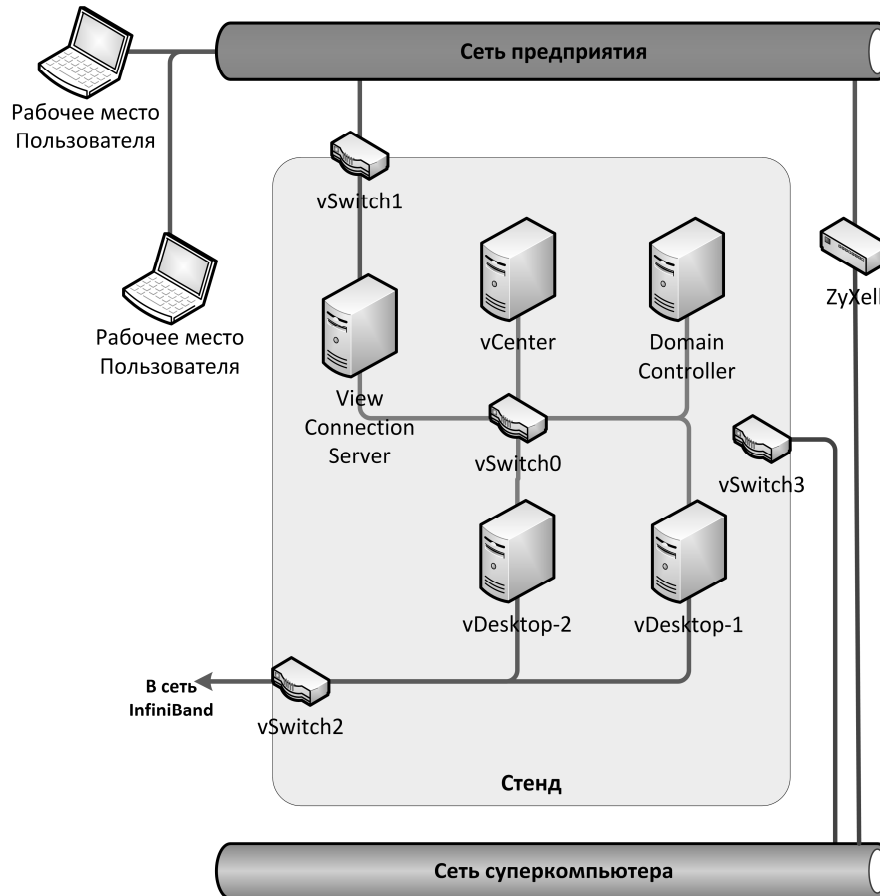 Сеть предприятия
Рабочее место
Пользователя
vSwitch1
Рабочее место
Пользователя
ZyXell
vCenter
Domain
Controller
View
Connection
Server
vSwitch0
vSwitch3
vDesktop-2
vDesktop-1
В сеть
InfiniBand
vSwitch2
Стенд
Сеть суперкомпьютера